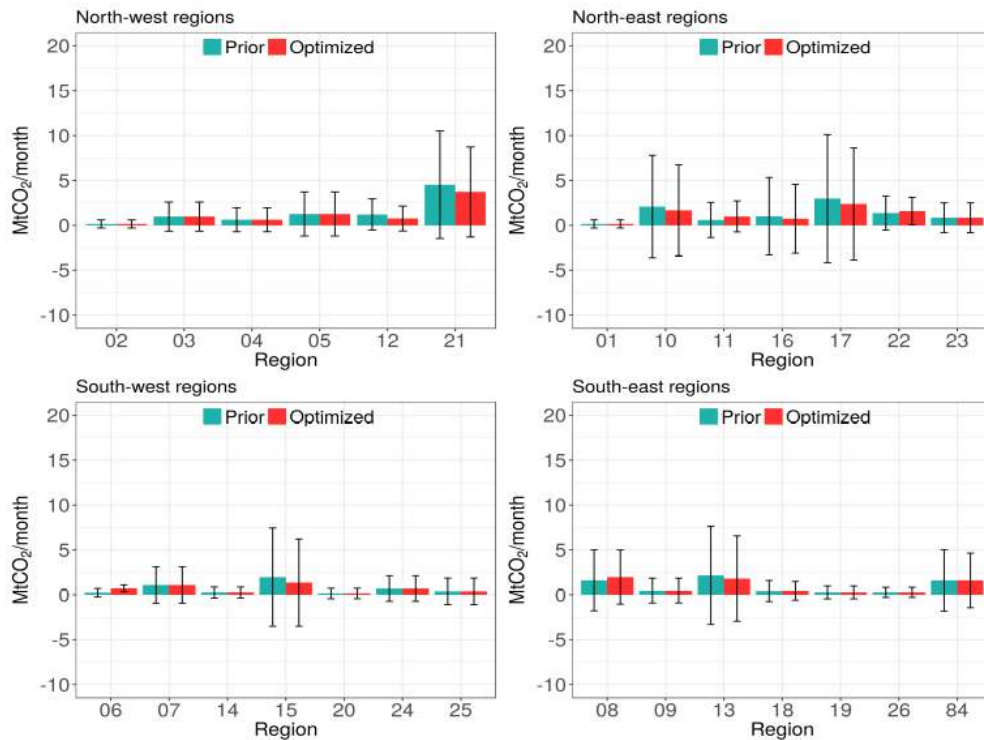 North-west regions
Prior Optimized
20
15
10
5
0
-5
-10
MtCO₂/month
02 03 04 05 12 21
Region
North-east regions
Prior Optimized
20
15
10
5
0
-5
-10
MtCO₂/month
01 10 11 16 17 22 23
Region
South-west regions
Prior Optimized
20
15
10
5
0
-5
-10
MtCO₂/month
06 07 14 15 20 24 25
Region
South-east regions
Prior Optimized
20
15
10
5
0
-5
-10
MtCO₂/month
08 09 13 18 19 26 84
Region